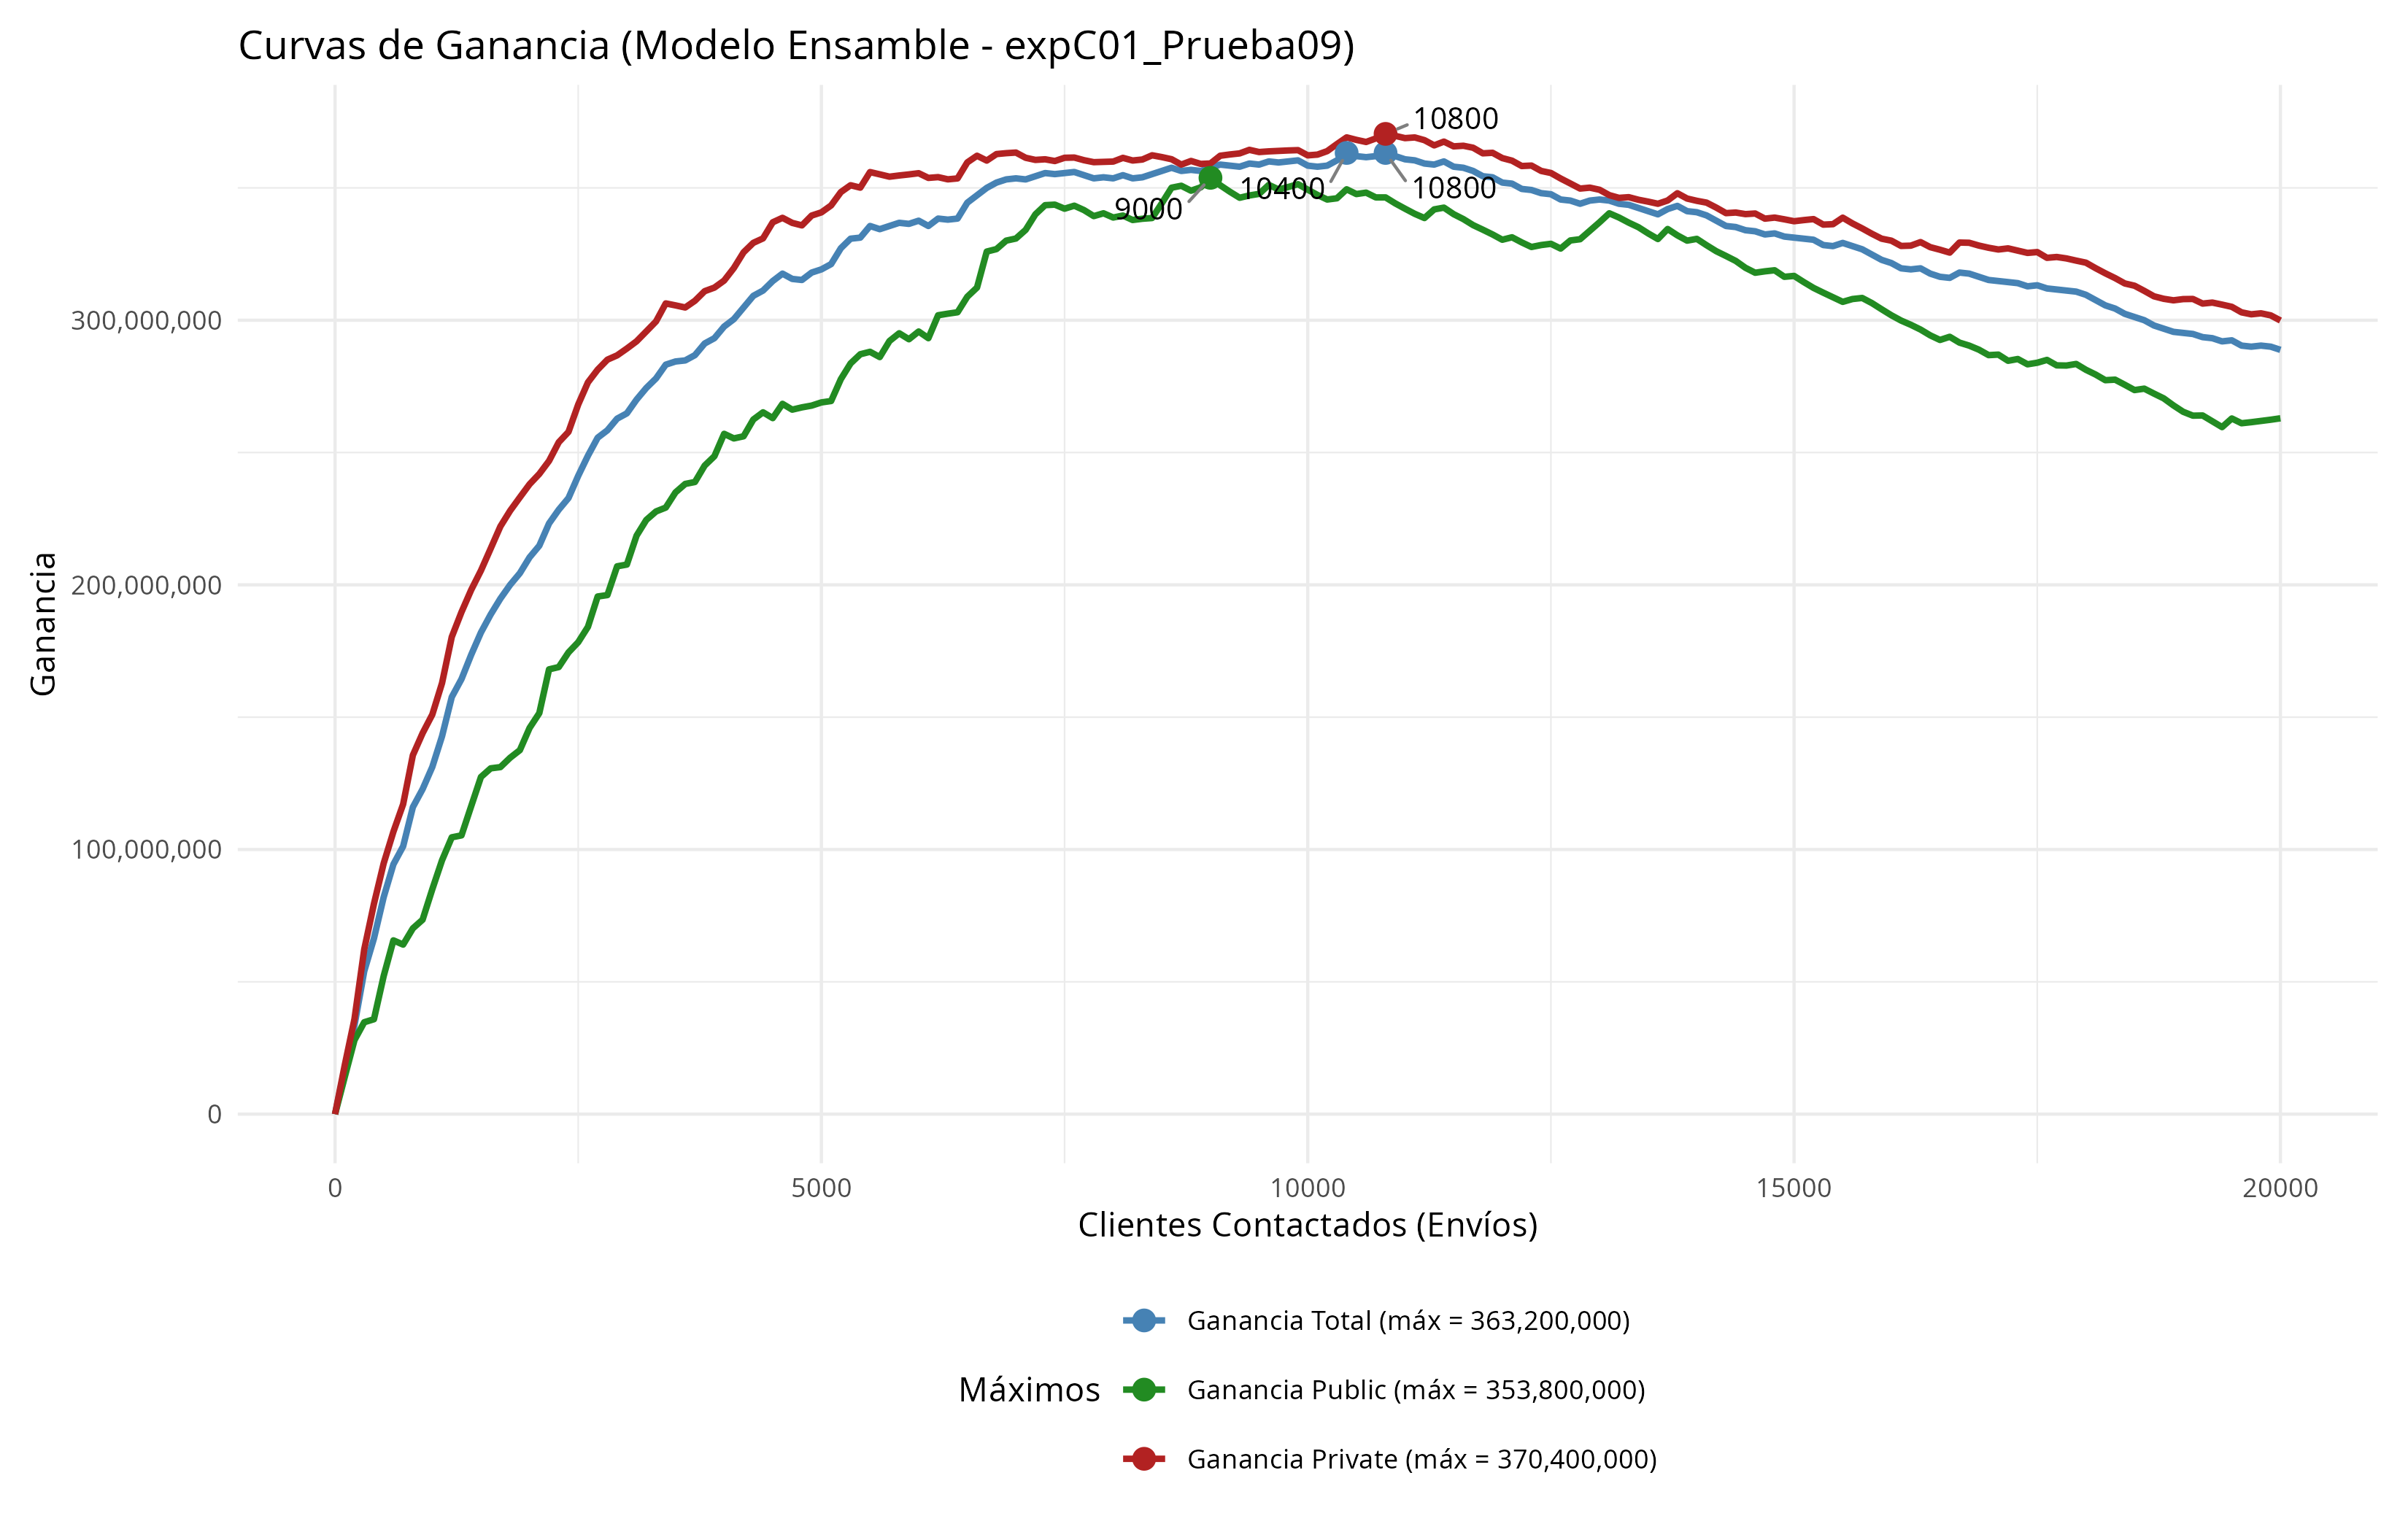 Curvas de Ganancia (Modelo Ensamble - expC01_Prueba09)
10800
10400
10800
9000
300,000,000
200,000,000
100,000,000
0
Ganancia
0
5000
10000
15000
20000
Clientes Contactados (Envíos)
Máximos
Ganancia Total (máx = 363,200,000)
Ganancia Public (máx = 353,800,000)
Ganancia Private (máx = 370,400,000)